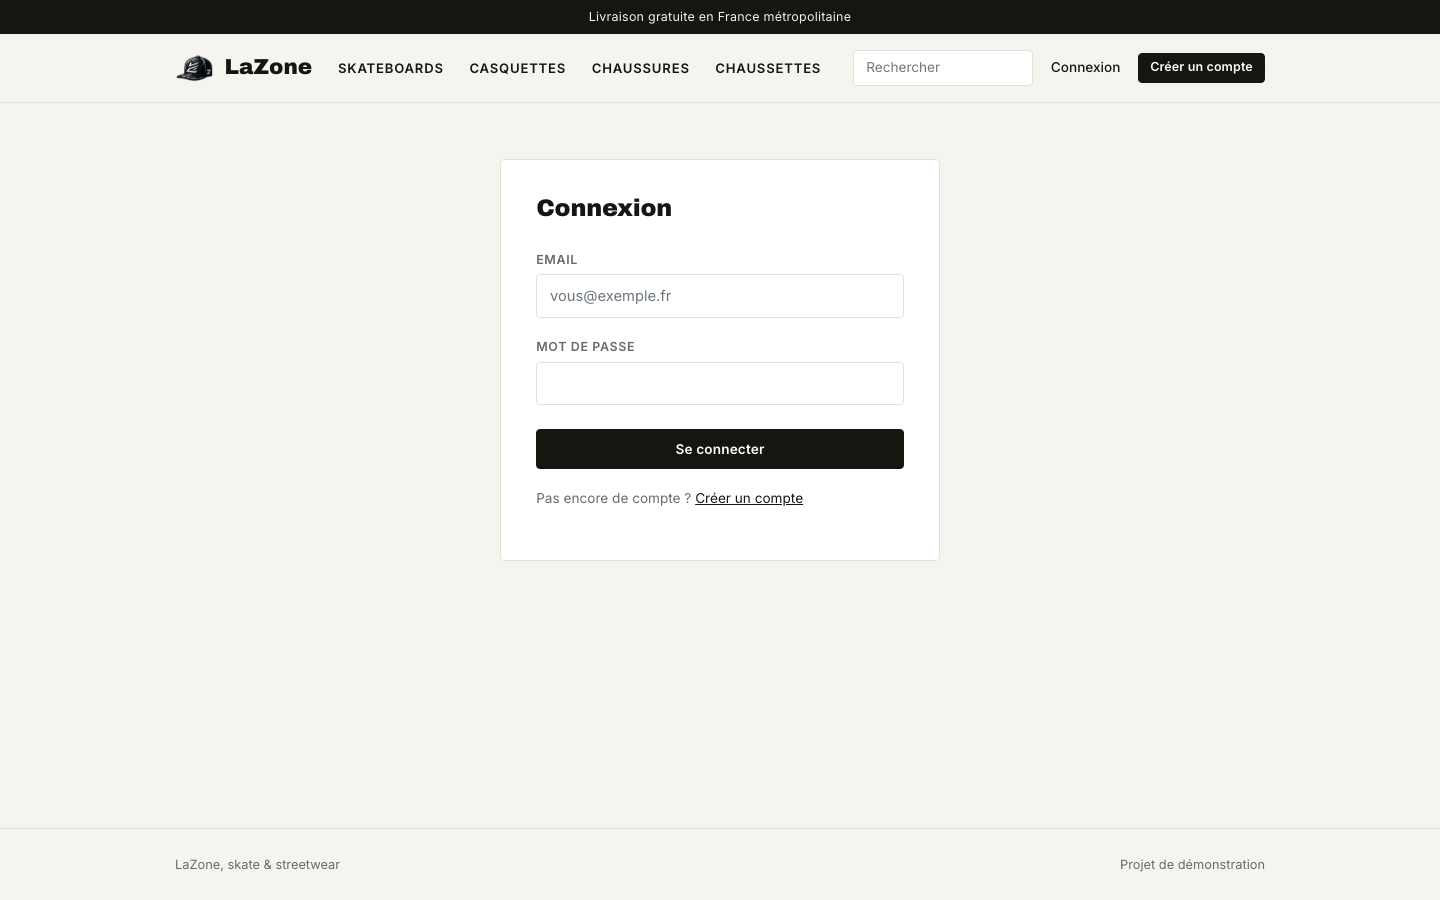 Livraison gratuite en France métropolitaine
LaZone SKATEBOARDS CASQUETTES CHAUSSURES CHAUSSETTES Rechercher Connexion Créer un compte
Connexion
EMAIL
vous@exemple.fr
MOT DE PASSE
Se connecter
Pas encore de compte ? Créer un compte
LaZone, skate & streetwear Projet de démonstration